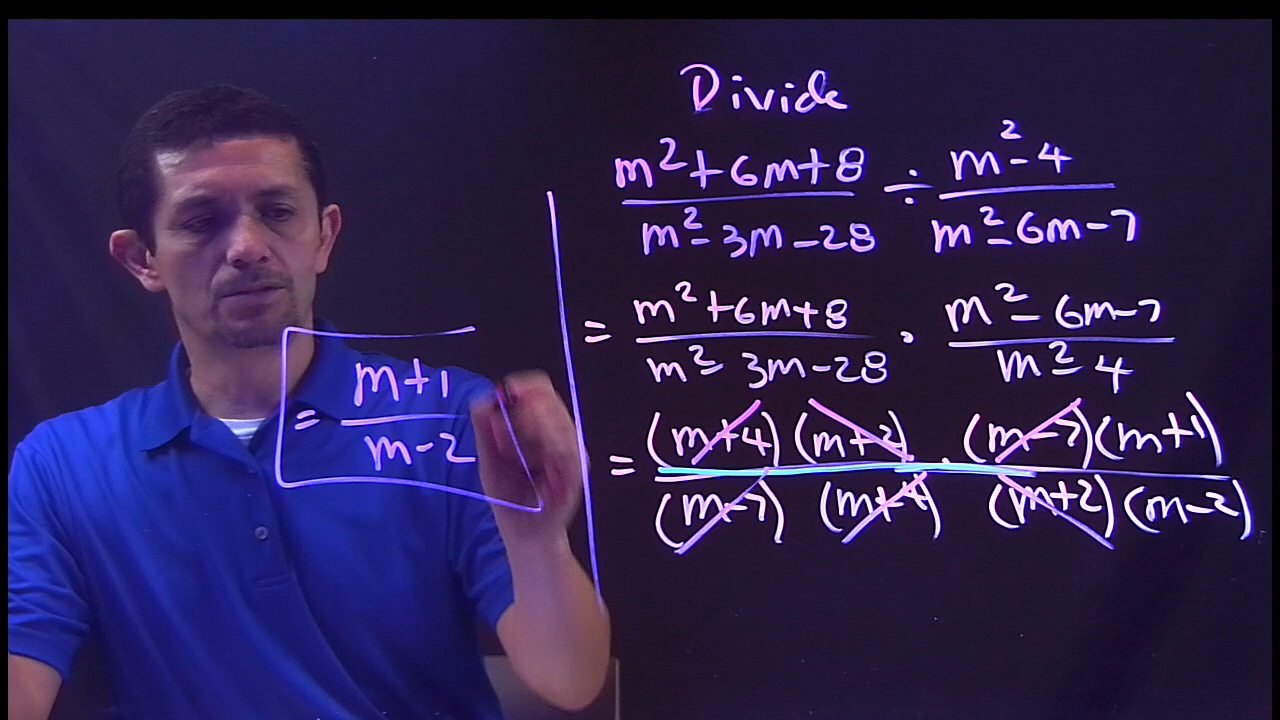 Divide
m²+6m+8 / m²-3m-28 ÷ m²-4 / m²-6m-7
= m²+6m+8 / m²-3m-28 · m²-6m-7 / m²-4
= (m+4)(m+2) · (m-7)(m+1) / (m-7)(m+4)(m+2)(m-2)
= m+1 / m-2